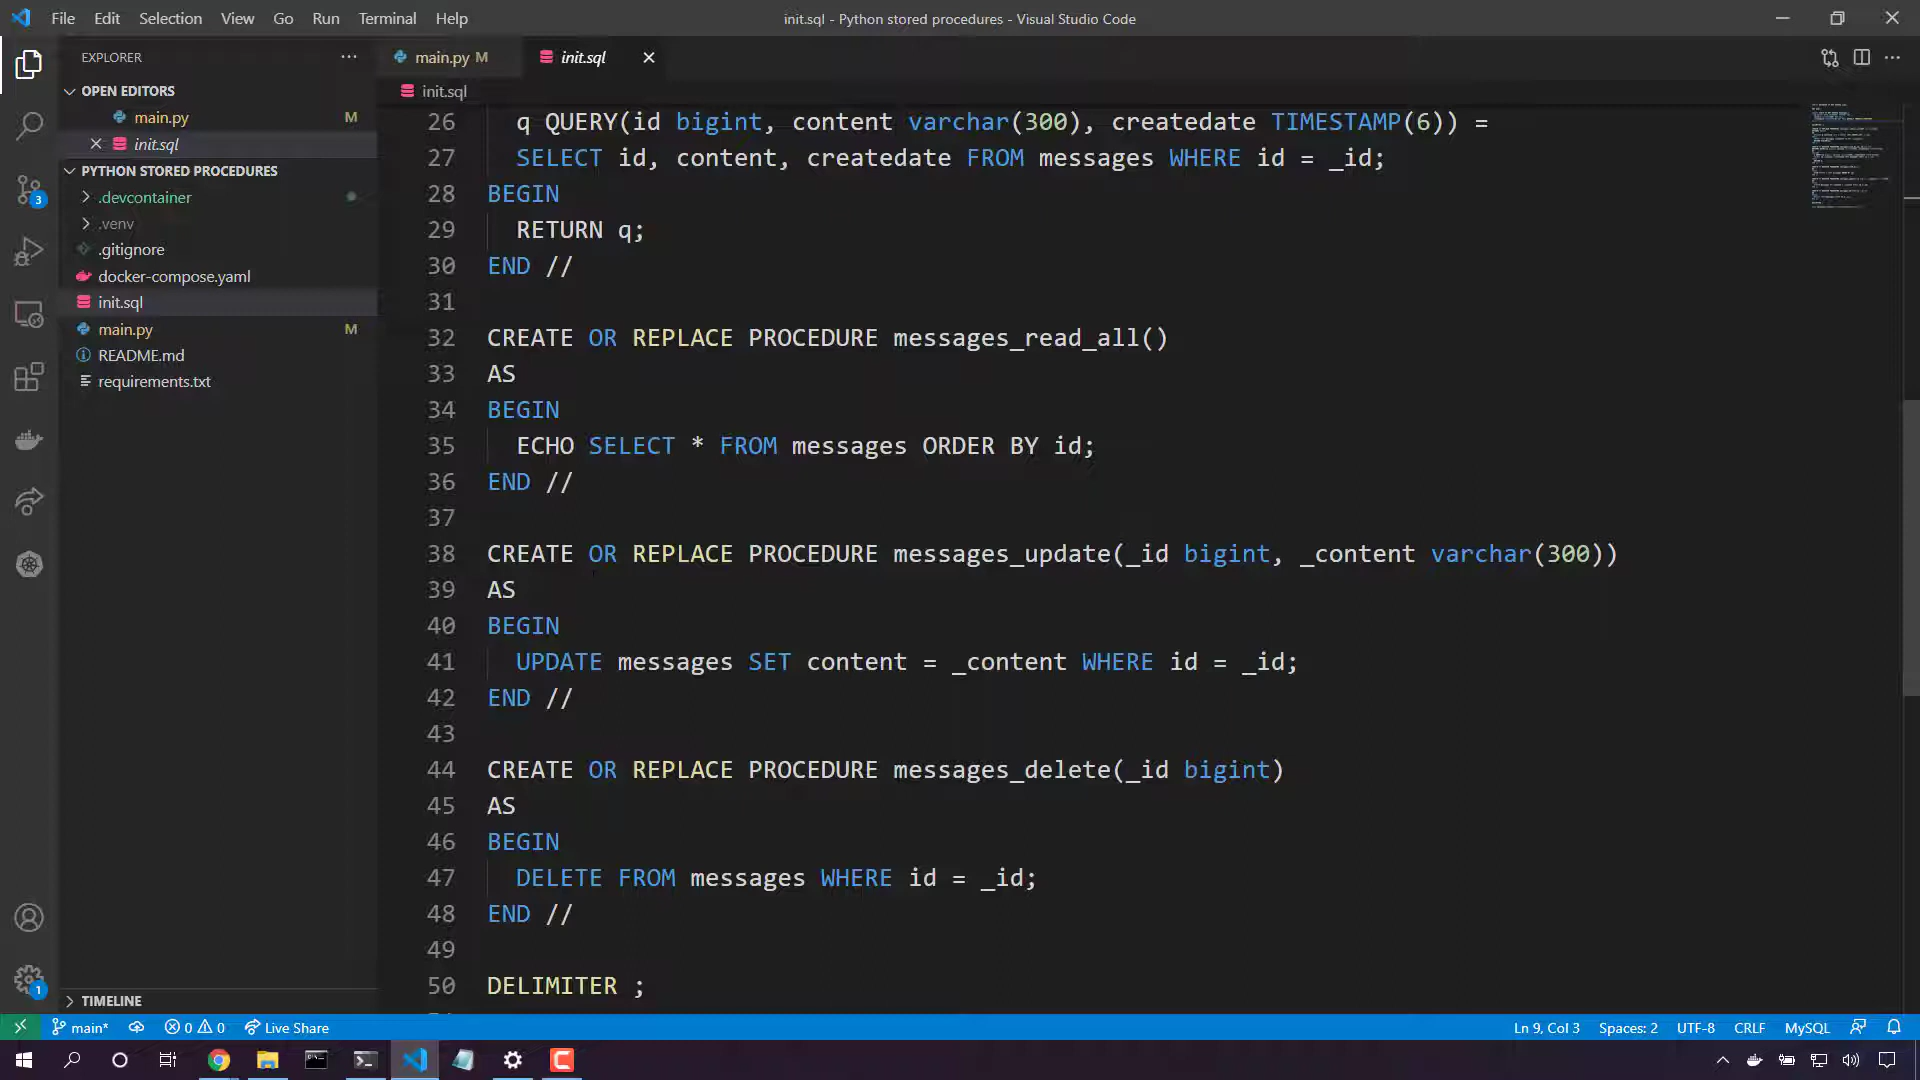 File Edit Selection View Go Run Terminal Help
init.sql - Python stored procedures - Visual Studio Code
EXPLORER
OPEN EDITORS
main.py M
init.sql
PYTHON STORED PROCEDURES
.devcontainer
.venv
.gitignore
docker-compose.yaml
init.sql
main.py M
README.md
requirements.txt
TIMELINE
3
1
main.py M
init.sql
init.sql
26 q QUERY(id bigint, content varchar(300), createdate TIMESTAMP(6)) =
27 SELECT id, content, createdate FROM messages WHERE id = _id;
28 BEGIN
29 RETURN q;
30 END //
31
32 CREATE OR REPLACE PROCEDURE messages_read_all()
33 AS
34 BEGIN
35 ECHO SELECT * FROM messages ORDER BY id;
36 END //
37
38 CREATE OR REPLACE PROCEDURE messages_update(_id bigint, _content varchar(300))
39 AS
40 BEGIN
41 UPDATE messages SET content = _content WHERE id = _id;
42 END //
43
44 CREATE OR REPLACE PROCEDURE messages_delete(_id bigint)
45 AS
46 BEGIN
47 DELETE FROM messages WHERE id = _id;
48 END //
49
50 DELIMITER ;
main* 0 0 Live Share
Ln 9, Col 3 Spaces: 2 UTF-8 CRLF MySQL